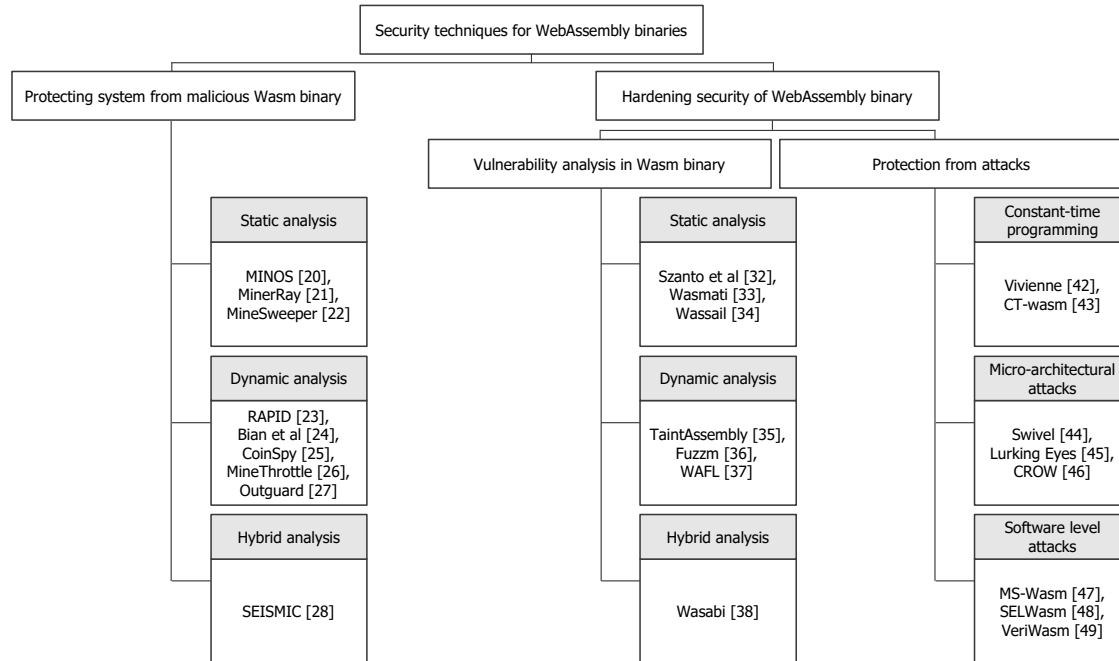 Security techniques for WebAssembly binaries
Protecting system from malicious Wasm binary
Hardening security of WebAssembly binary
Vulnerability analysis in Wasm binary
Protection from attacks
Static analysis
MINOS [20],
MinerRay [21],
MineSweeper [22]
Dynamic analysis
RAPID [23],
Bian et al [24],
CoinSpy [25],
MineThrottle [26],
Outguard [27]
Hybrid analysis
SEISMIC [28]
Static analysis
Szanto et al [32],
Wasmati [33],
Wassail [34]
Dynamic analysis
TaintAssembly [35],
Fuzzm [36],
WAFL [37]
Hybrid analysis
Wasabi [38]
Constant-time
programming
Vivienne [42],
CT-wasm [43]
Micro-architectural
attacks
Swivel [44],
Lurking Eyes [45],
CROW [46]
Software level
attacks
MS-Wasm [47],
SELWasm [48],
VeriWasm [49]